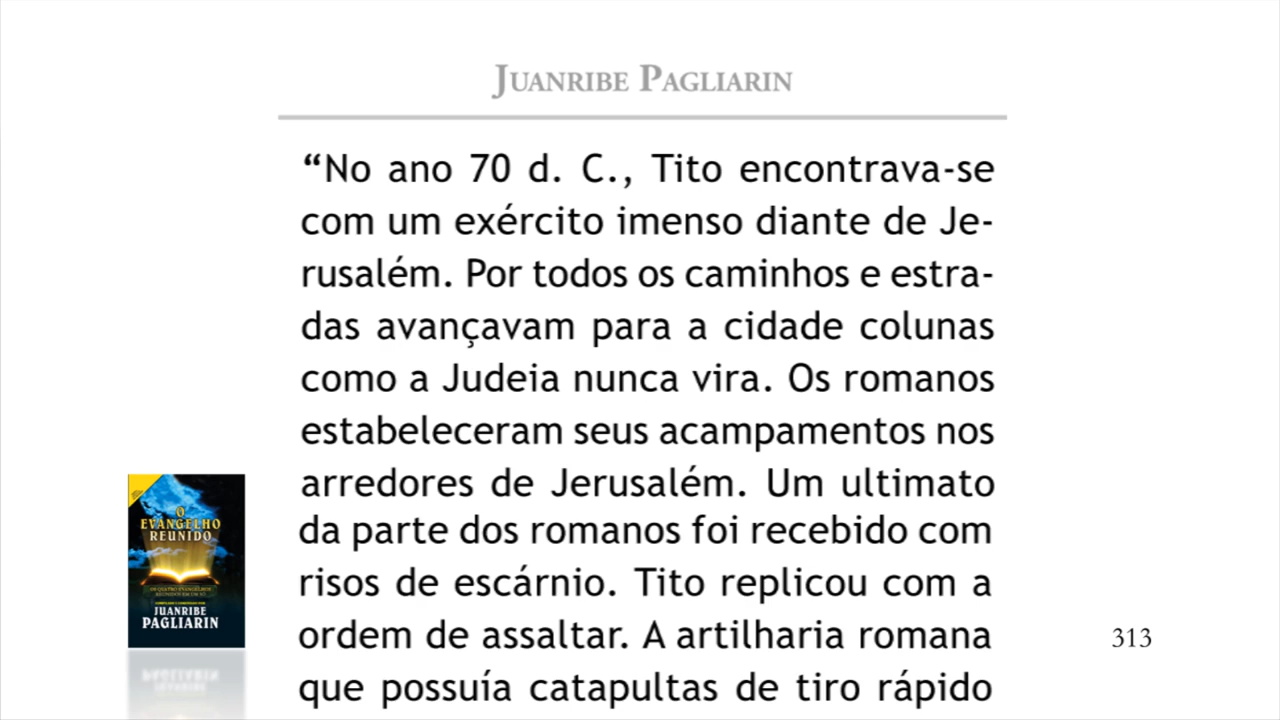 JUANRIBE PAGLIARIN
“No ano 70 d. C., Tito encontrava-se
com um exército imenso diante de Je-
rusalém. Por todos os caminhos e estra-
das avançavam para a cidade colunas
como a Judeia nunca vira. Os romanos
estabeleceram seus acampamentos nos
arredores de Jerusalém. Um ultimato
da parte dos romanos foi recebido com
risos de escárnio. Tito replicou com a
ordem de assaltar. A artilharia romana
que possuía catapultas de tiro rápido
O
EVANGELHO
REUNIDO
JUANRIBE
PAGLIARIN
313